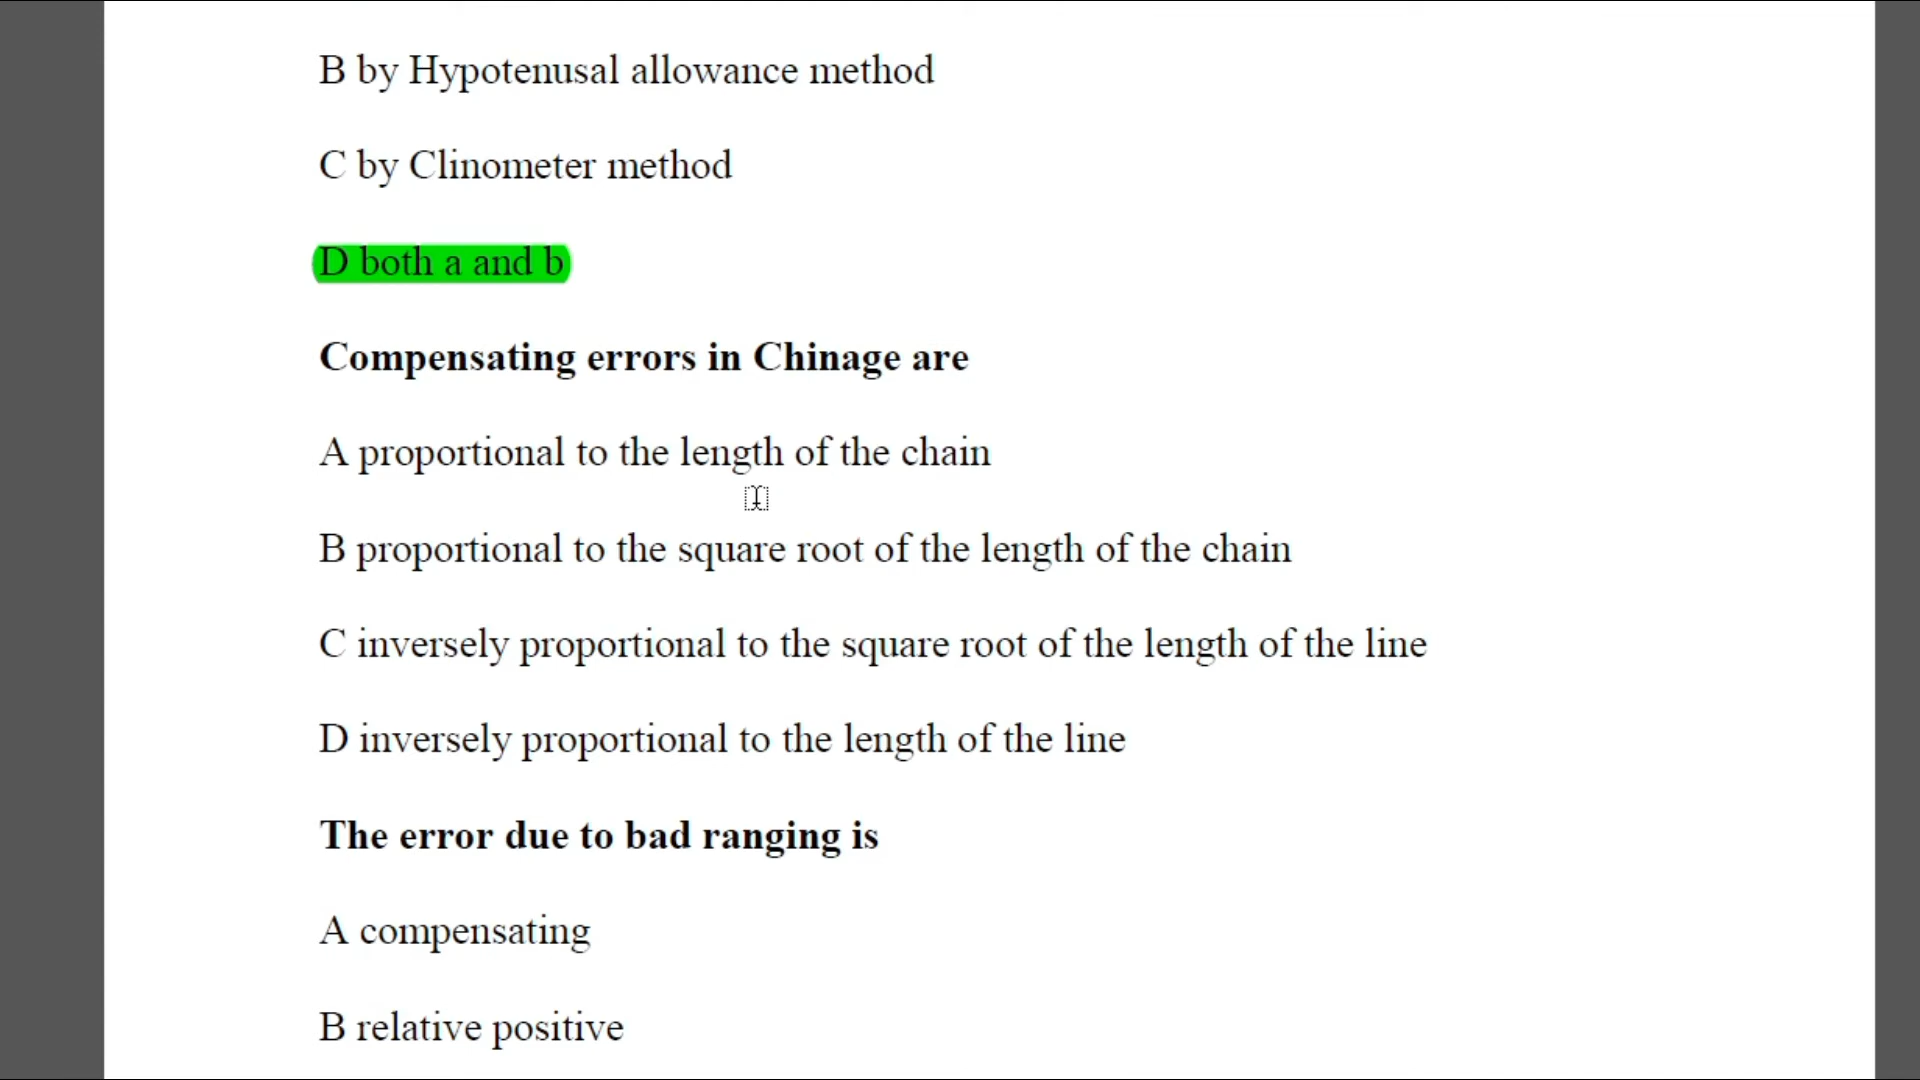 B by Hypotenusal allowance method
C by Clinometer method
D both a and b
Compensating errors in Chinage are
A proportional to the length of the chain
B proportional to the square root of the length of the chain
C inversely proportional to the square root of the length of the line
D inversely proportional to the length of the line
The error due to bad ranging is
A compensating
B relative positive